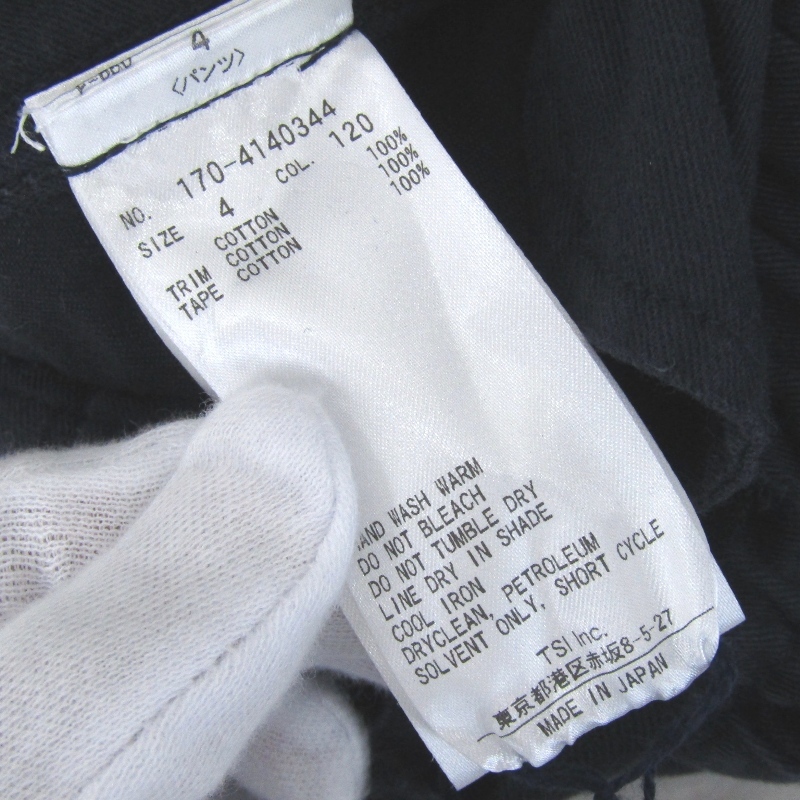 4
〈パンツ〉
NO. 170-4140344
SIZE 4 COL. 120
COTTON 100%
TRIM COTTON 100%
TAPE COTTON 100%
AND WASH WARM
DO NOT BLEACH
DO NOT TUMBLE DRY
LINE DRY IN SHADE
COOL IRON
DRYCLEAN, PETROLEUM
SOLVENT ONLY, SHORT CYCLE
TSI Inc.
東京都港区赤坂8-5-27
MADE IN JAPAN